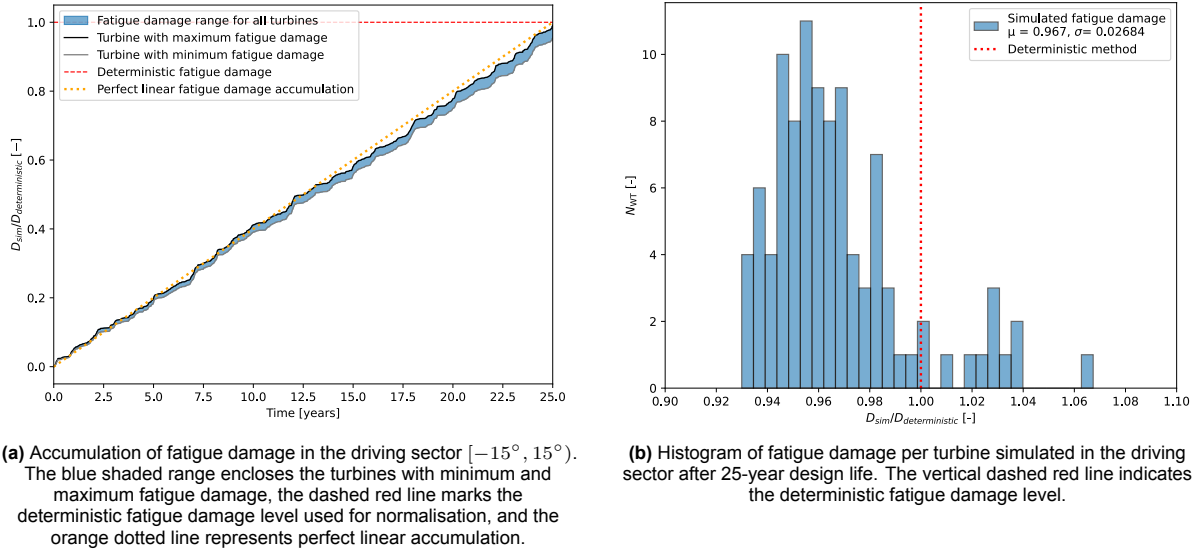 Fatigue damage range for all turbines
Turbine with maximum fatigue damage
Turbine with minimum fatigue damage
Deterministic fatigue damage
Perfect linear fatigue damage accumulation
1.0
0.8
0.6
0.4
0.2
0.0
D_sim/D_deterministic [−]
0.0 2.5 5.0 7.5 10.0 12.5 15.0 17.5 20.0 22.5 25.0
Time [years]
(a) Accumulation of fatigue damage in the driving sector [−15°, 15°).
The blue shaded range encloses the turbines with minimum and
maximum fatigue damage, the dashed red line marks the
deterministic fatigue damage level used for normalisation, and the
orange dotted line represents perfect linear accumulation.
Simulated fatigue damage
μ = 0.967, σ= 0.02684
Deterministic method
10
8
6
4
2
0
N_WT [-]
0.90 0.92 0.94 0.96 0.98 1.00 1.02 1.04 1.06 1.08 1.10
D_sim/D_deterministic [-]
(b) Histogram of fatigue damage per turbine simulated in the driving
sector after 25-year design life. The vertical dashed red line indicates
the deterministic fatigue damage level.